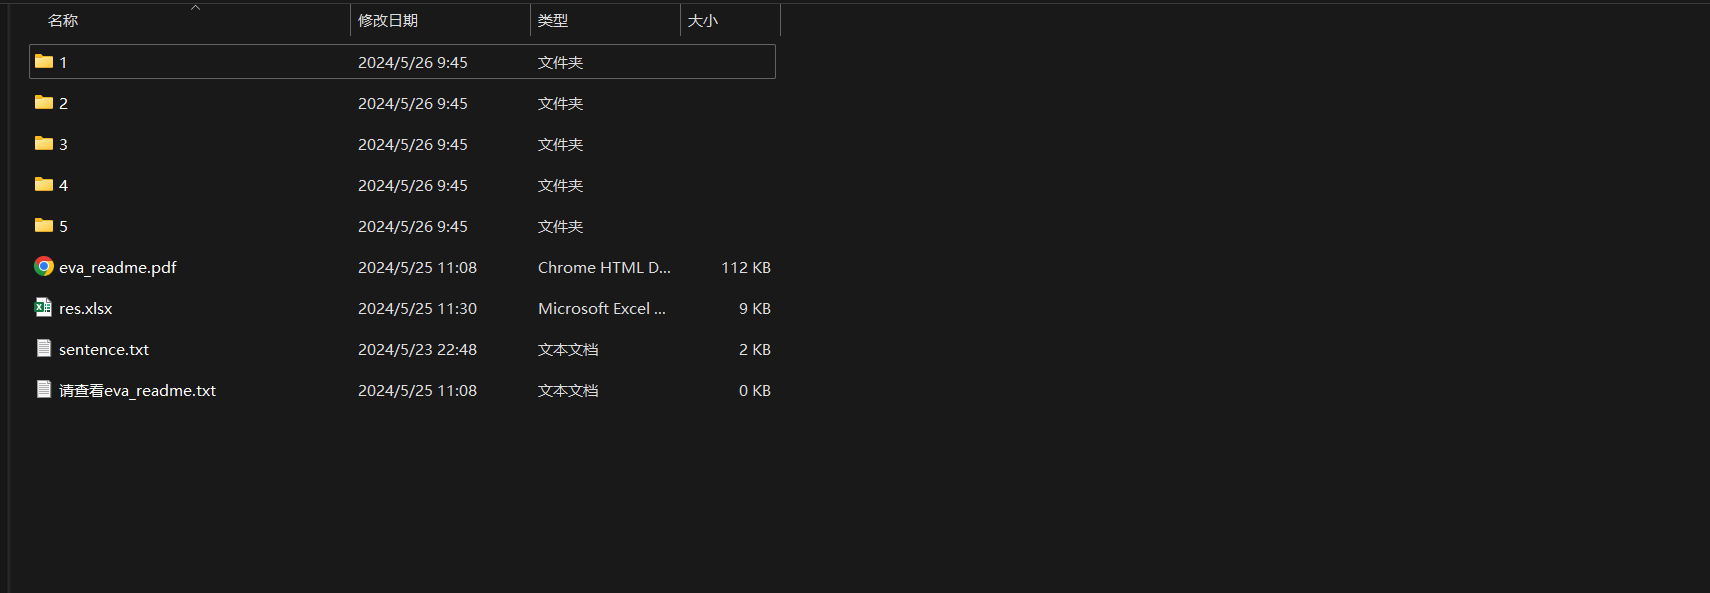 名称 修改日期 类型 大小
1 2024/5/26 9:45 文件夹
2 2024/5/26 9:45 文件夹
3 2024/5/26 9:45 文件夹
4 2024/5/26 9:45 文件夹
5 2024/5/26 9:45 文件夹
eva_readme.pdf 2024/5/25 11:08 Chrome HTML D... 112 KB
res.xlsx 2024/5/25 11:30 Microsoft Excel ... 9 KB
sentence.txt 2024/5/23 22:48 文本文档 2 KB
请查看eva_readme.txt 2024/5/25 11:08 文本文档 0 KB